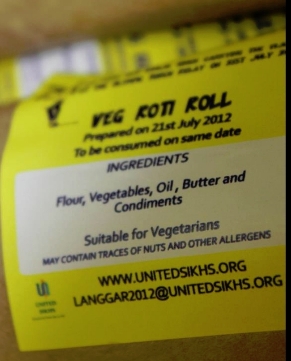 VEG ROTI ROLL
Prepared on 21st July 2012
To be consumed on same date
INGREDIENTS
Flour, Vegetables, Oil , Butter and
Condiments
Suitable for Vegetarians
MAY CONTAIN TRACES OF NUTS AND OTHER ALLERGENS
WWW.UNITEDSIKHS.ORG
LANGGAR2012@UNITEDSIKHS.ORG
UNITED
SIKHS